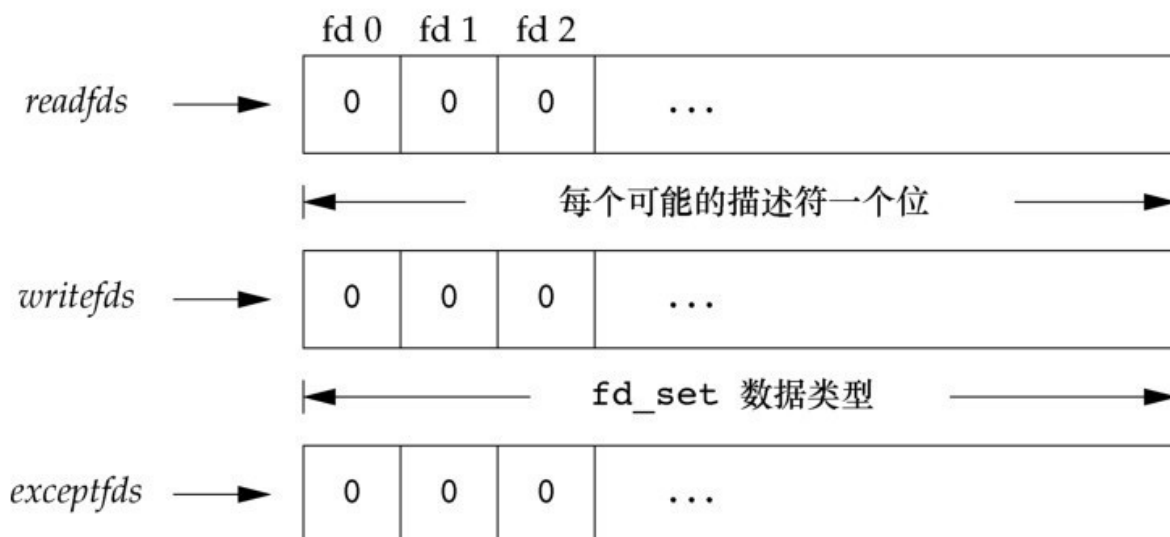 fd 0 fd 1 fd 2
readfds 0 0 0 ...
每个可能的描述符一个位
writefds 0 0 0 ...
fd_set 数据类型
exceptfds 0 0 0 ...